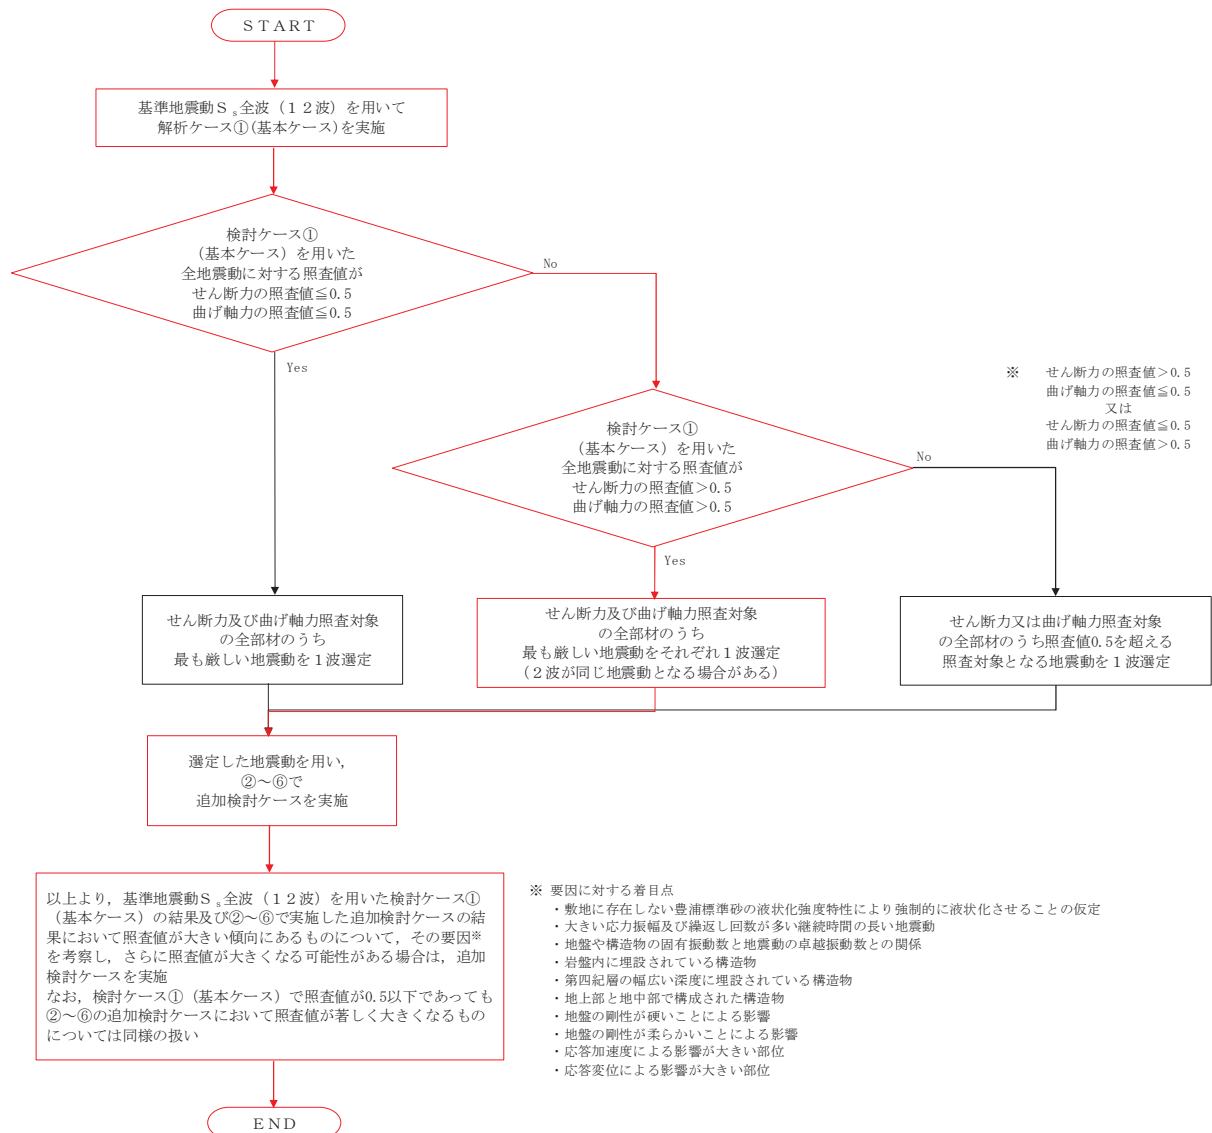 ＳＴＡＲＴ
基準地震動Ｓｓ全波（１２波）を用いて
解析ケース①(基本ケース)を実施
検討ケース①
（基本ケース）を用いた
全地震動に対する照査値が
せん断力の照査値≦0.5
曲げ軸力の照査値≦0.5
No
Yes
※　せん断力の照査値＞0.5
曲げ軸力の照査値≦0.5
又は
せん断力の照査値≦0.5
曲げ軸力の照査値＞0.5
検討ケース①
（基本ケース）を用いた
全地震動に対する照査値が
せん断力の照査値＞0.5
曲げ軸力の照査値＞0.5
No
Yes
せん断力及び曲げ軸力照査対象
の全部材のうち
最も厳しい地震動を１波選定
せん断力及び曲げ軸力照査対象
の全部材のうち
最も厳しい地震動をそれぞれ１波選定
（２波が同じ地震動となる場合がある）
せん断力又は曲げ軸力照査対象
の全部材のうち照査値0.5を超える
照査対象となる地震動を１波選定
選定した地震動を用い，
②～⑥で
追加検討ケースを実施
以上より，基準地震動Ｓｓ全波（１２波）を用いた検討ケース①
（基本ケース）の結果及び②～⑥で実施した追加検討ケースの結
果において照査値が大きい傾向にあるものについて，その要因※
を考察し，さらに照査値が大きくなる可能性がある場合は，追加
検討ケースを実施
なお，検討ケース①（基本ケース）で照査値が0.5以下であっても
②～⑥の追加検討ケースにおいて照査値が著しく大きくなるもの
については同様の扱い
※ 要因に対する着目点
・敷地に存在しない豊浦標準砂の液状化強度特性により強制的に液状化させることの仮定
・大きい応力振幅及び繰返し回数が多い継続時間の長い地震動
・地盤や構造物の固有振動数と地震動の卓越振動数との関係
・岩盤内に埋設されている構造物
・第四紀層の幅広い深度に埋設されている構造物
・地上部と地中部で構成された構造物
・地盤の剛性が硬いことによる影響
・地盤の剛性が柔らかいことによる影響
・応答加速度による影響が大きい部位
・応答変位による影響が大きい部位
ＥＮＤ